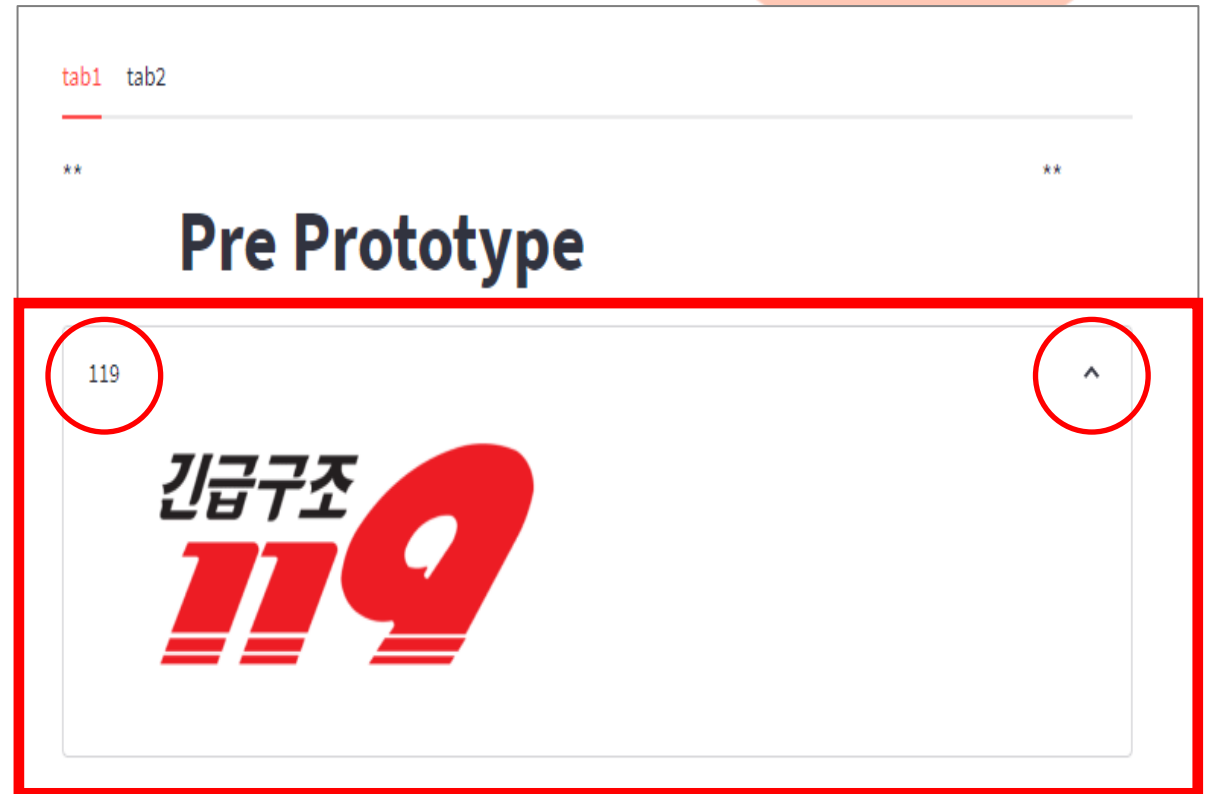 tab1 tab2
** **
Pre Prototype
119
긴급구조
119